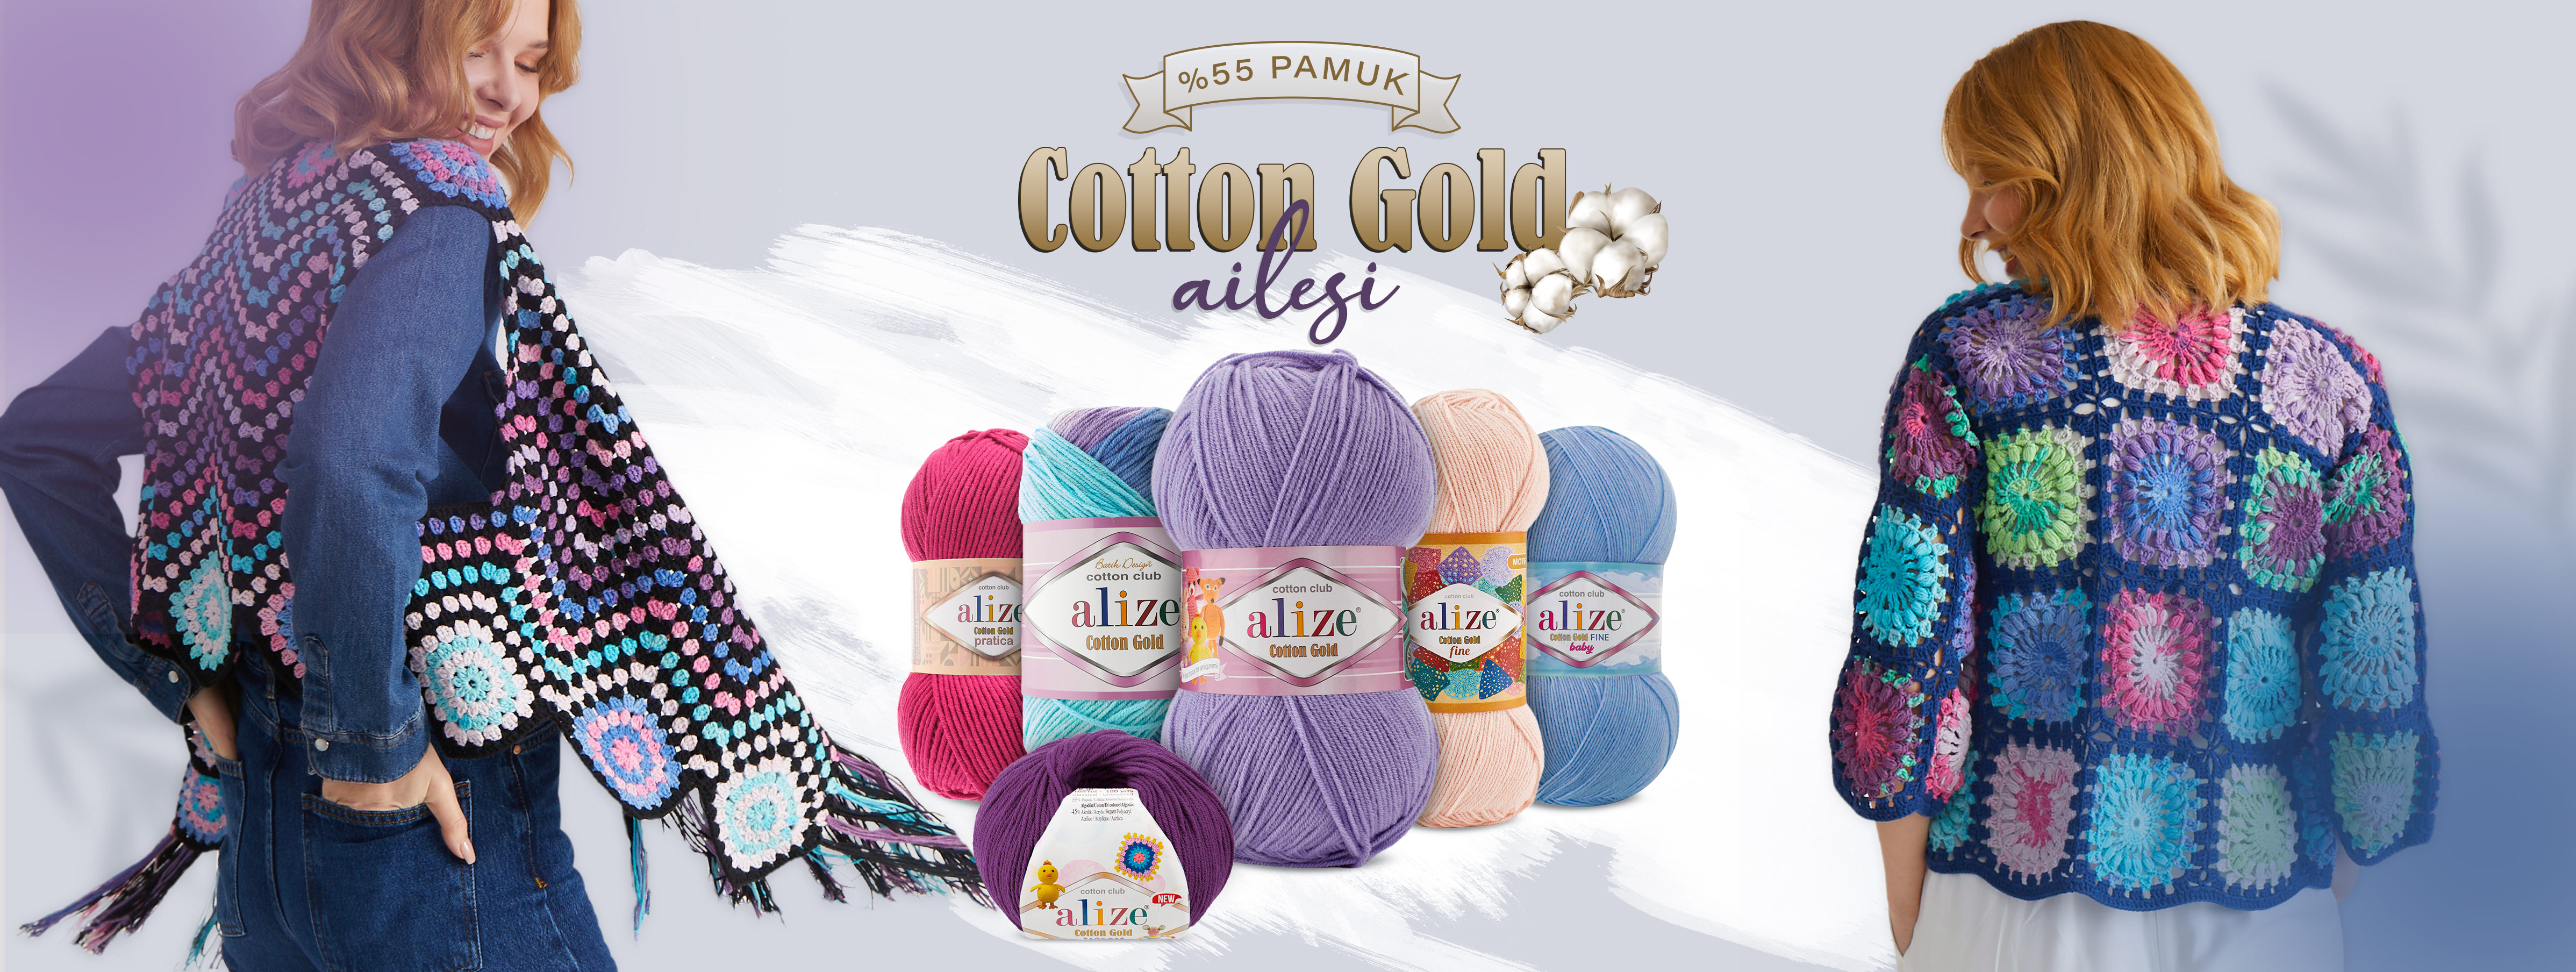 %55 PAMUK
Cotton Gold
ailesi
cotton club
alize
Cotton Gold
pratica
Batik Design
cotton club
alize
Cotton Gold
cotton club
alize®
Cotton Gold
cotton club
alize®
Cotton Gold
fine
cotton club
alize®
Cotton Gold FINE
baby
cotton club
NEW
alize®
Cotton Gold